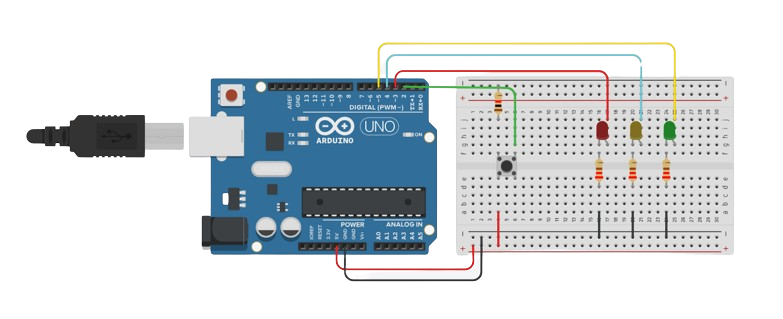 AREF
GND
13
12
~11
~10
~9
8
7
~6
~5
4
~3
2
TX→1
RX←0
DIGITAL (PWM~)
L
TX
RX
UNO
ON
ARDUINO
POWER
ANALOG IN
IOREF
RESET
3.3V
5V
GND
GND
Vin
A0
A1
A2
A3
A4
A5